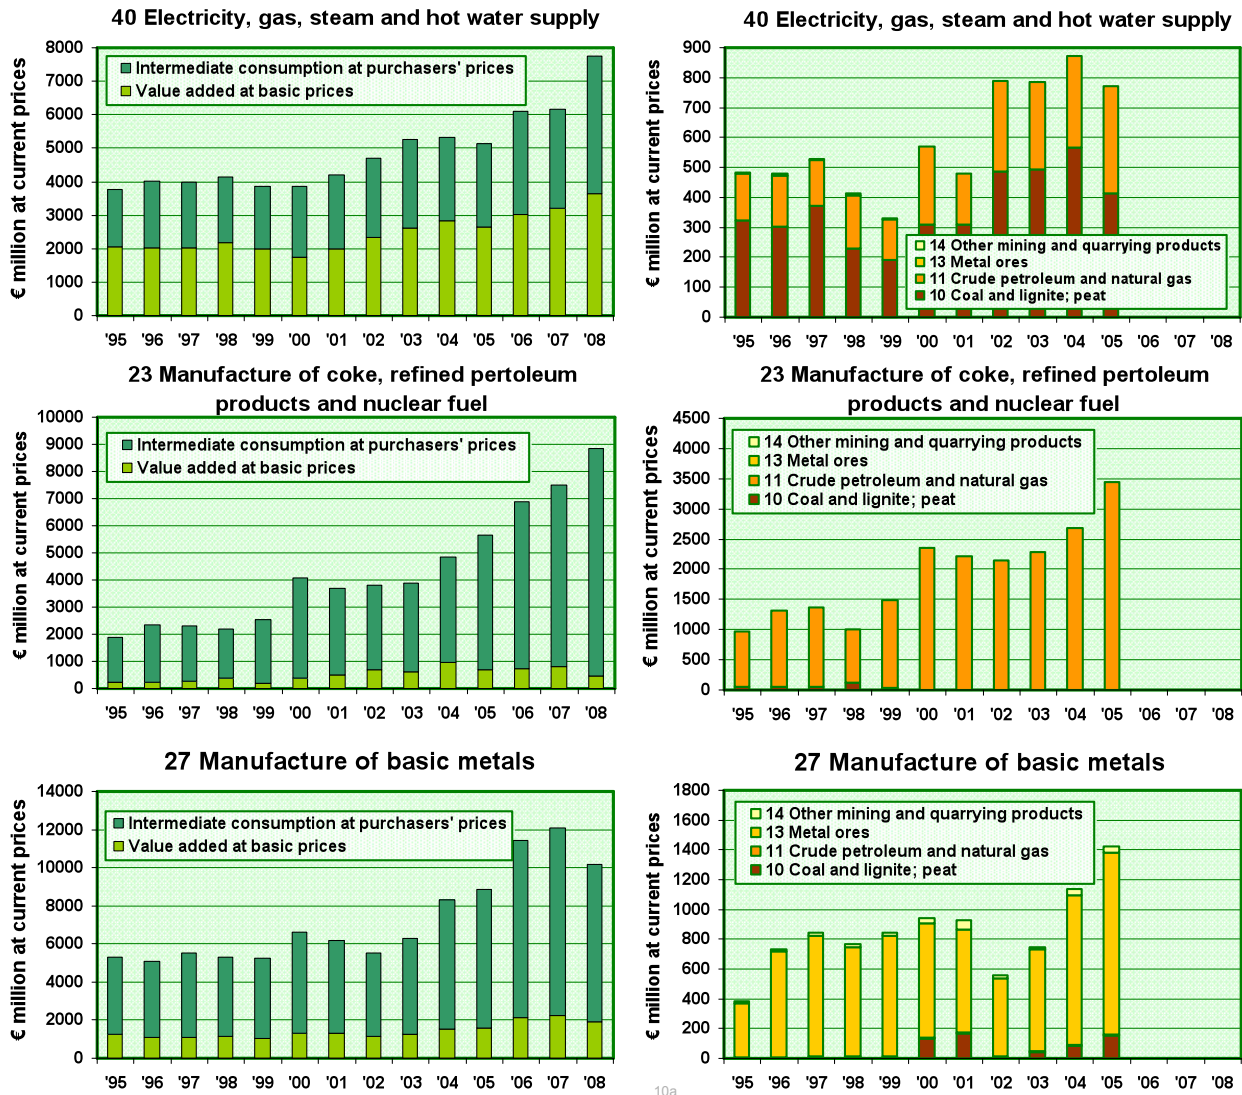 40 Electricity, gas, steam and hot water supply
€ million at current prices
8000
7000
6000
5000
4000
3000
2000
1000
0
Intermediate consumption at purchasers' prices
Value added at basic prices
'95 '96 '97 '98 '99 '00 '01 '02 '03 '04 '05 '06 '07 '08
40 Electricity, gas, steam and hot water supply
€ million at current prices
900
800
700
600
500
400
300
200
100
0
14 Other mining and quarrying products
13 Metal ores
11 Crude petroleum and natural gas
10 Coal and lignite; peat
'95 '96 '97 '98 '99 '00 '01 '02 '03 '04 '05 '06 '07 '08
23 Manufacture of coke, refined pertoleum
products and nuclear fuel
€ million at current prices
10000
9000
8000
7000
6000
5000
4000
3000
2000
1000
0
Intermediate consumption at purchasers' prices
Value added at basic prices
'95 '96 '97 '98 '99 '00 '01 '02 '03 '04 '05 '06 '07 '08
23 Manufacture of coke, refined pertoleum
products and nuclear fuel
€ million at current prices
4500
4000
3500
3000
2500
2000
1500
1000
500
0
14 Other mining and quarrying products
13 Metal ores
11 Crude petroleum and natural gas
10 Coal and lignite; peat
'95 '96 '97 '98 '99 '00 '01 '02 '03 '04 '05 '06 '07 '08
27 Manufacture of basic metals
€ million at current prices
14000
12000
10000
8000
6000
4000
2000
0
Intermediate consumption at purchasers' prices
Value added at basic prices
'95 '96 '97 '98 '99 '00 '01 '02 '03 '04 '05 '06 '07 '08
27 Manufacture of basic metals
€ million at current prices
1800
1600
1400
1200
1000
800
600
400
200
0
14 Other mining and quarrying products
13 Metal ores
11 Crude petroleum and natural gas
10 Coal and lignite; peat
'95 '96 '97 '98 '99 '00 '01 '02 '03 '04 '05 '06 '07 '08
10a